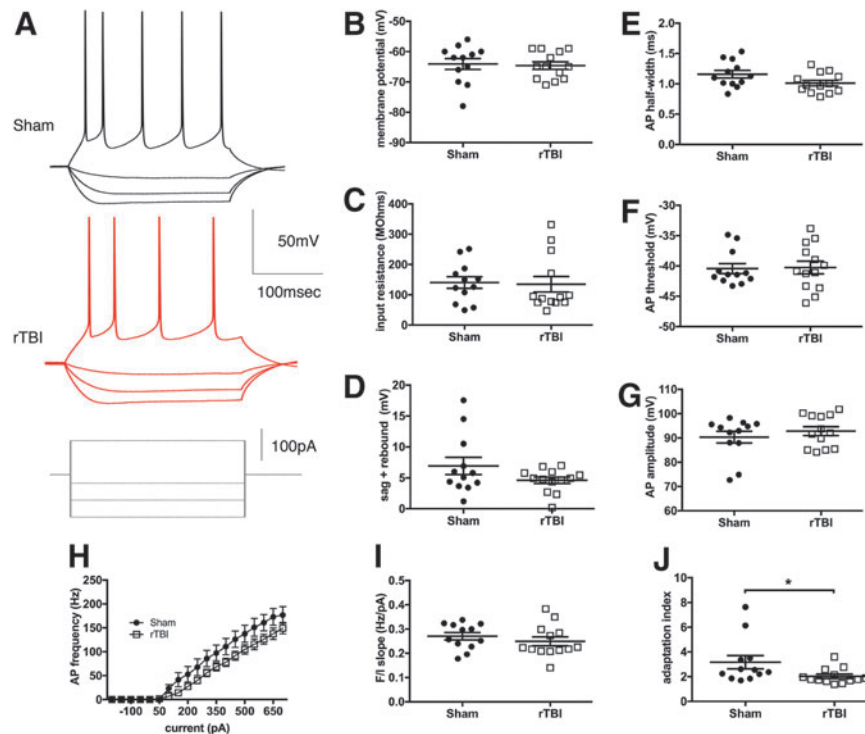 A
Sham
50mV
100msec
rTBI
100pA
B
membrane potential (mV)
-50
-60
-70
-80
-90
Sham
rTBI
C
input resistance (MOhms)
400
300
200
100
0
Sham
rTBI
D
sag + rebound (mV)
20
15
10
5
0
Sham
rTBI
E
AP half-width (ms)
2.0
1.5
1.0
0.5
0.0
Sham
rTBI
F
AP threshold (mV)
-35
-30
-40
-45
-50
Sham
rTBI
G
AP amplitude (mV)
110
100
90
80
70
60
Sham
rTBI
H
AP frequency (Hz)
250
200
150
100
50
0
Sham
rTBI
-100
50
200
350
500
650
current (pA)
I
F/I slope (Hz/pA)
0.5
0.4
0.3
0.2
0.1
0.0
Sham
rTBI
J
adaptation index
10
8
6
4
2
0
*
Sham
rTBI